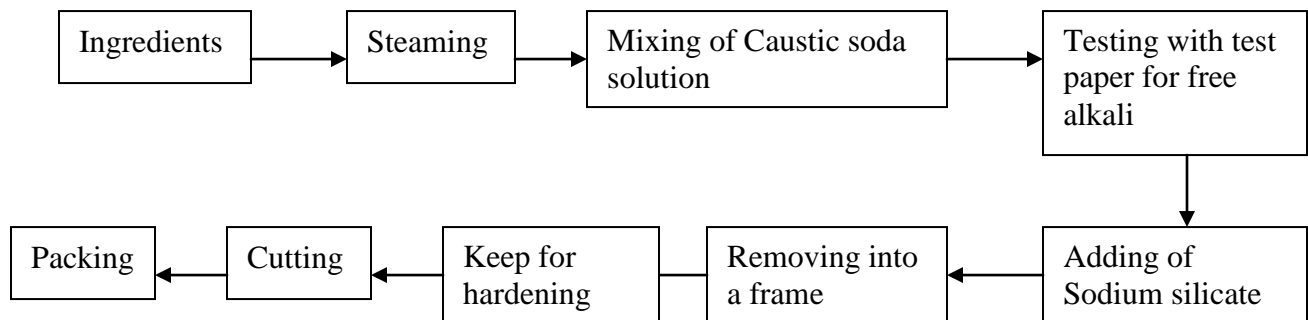 Ingredients
Steaming
Mixing of Caustic soda
solution
Testing with test
paper for free
alkali
Adding of
Sodium silicate
Removing into
a frame
Keep for
hardening
Cutting
Packing